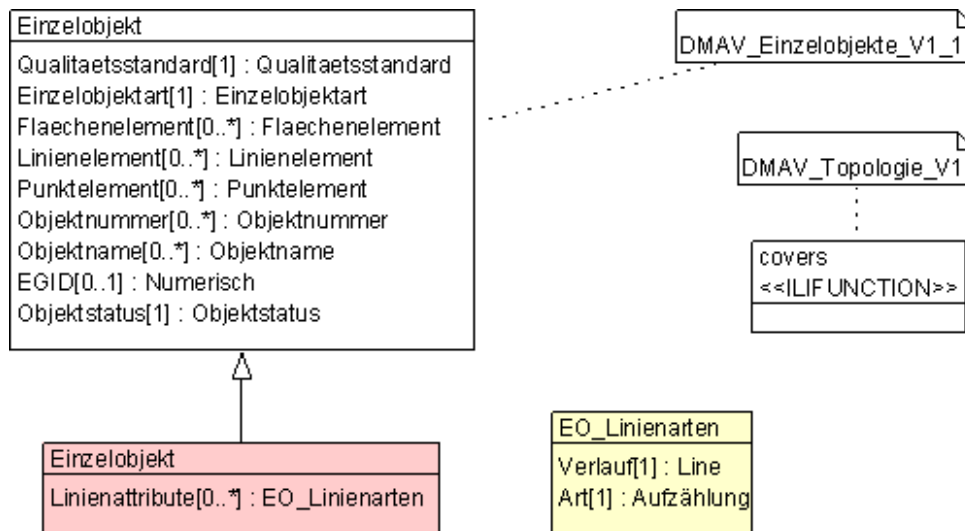 Einzelobjekt
Qualitaetsstandard[1] : Qualitaetsstandard
Einzelobjektart[1] : Einzelobjektart
Flaechenelement[0..*] : Flaechenelement
Linienelement[0..*] : Linienelement
Punktelement[0..*] : Punktelement
Objektnummer[0..*] : Objektnummer
Objektname[0..*] : Objektname
EGID[0..1] : Numerisch
Objektstatus[1] : Objektstatus
DMAV_Einzelobjekte_V1_1
DMAV_Topologie_V1
covers
<<ILIFUNCTION>>
Einzelobjekt
Linienattribute[0..*] : EO_Linienarten
EO_Linienarten
Verlauf[1] : Line
Art[1] : Aufzählung